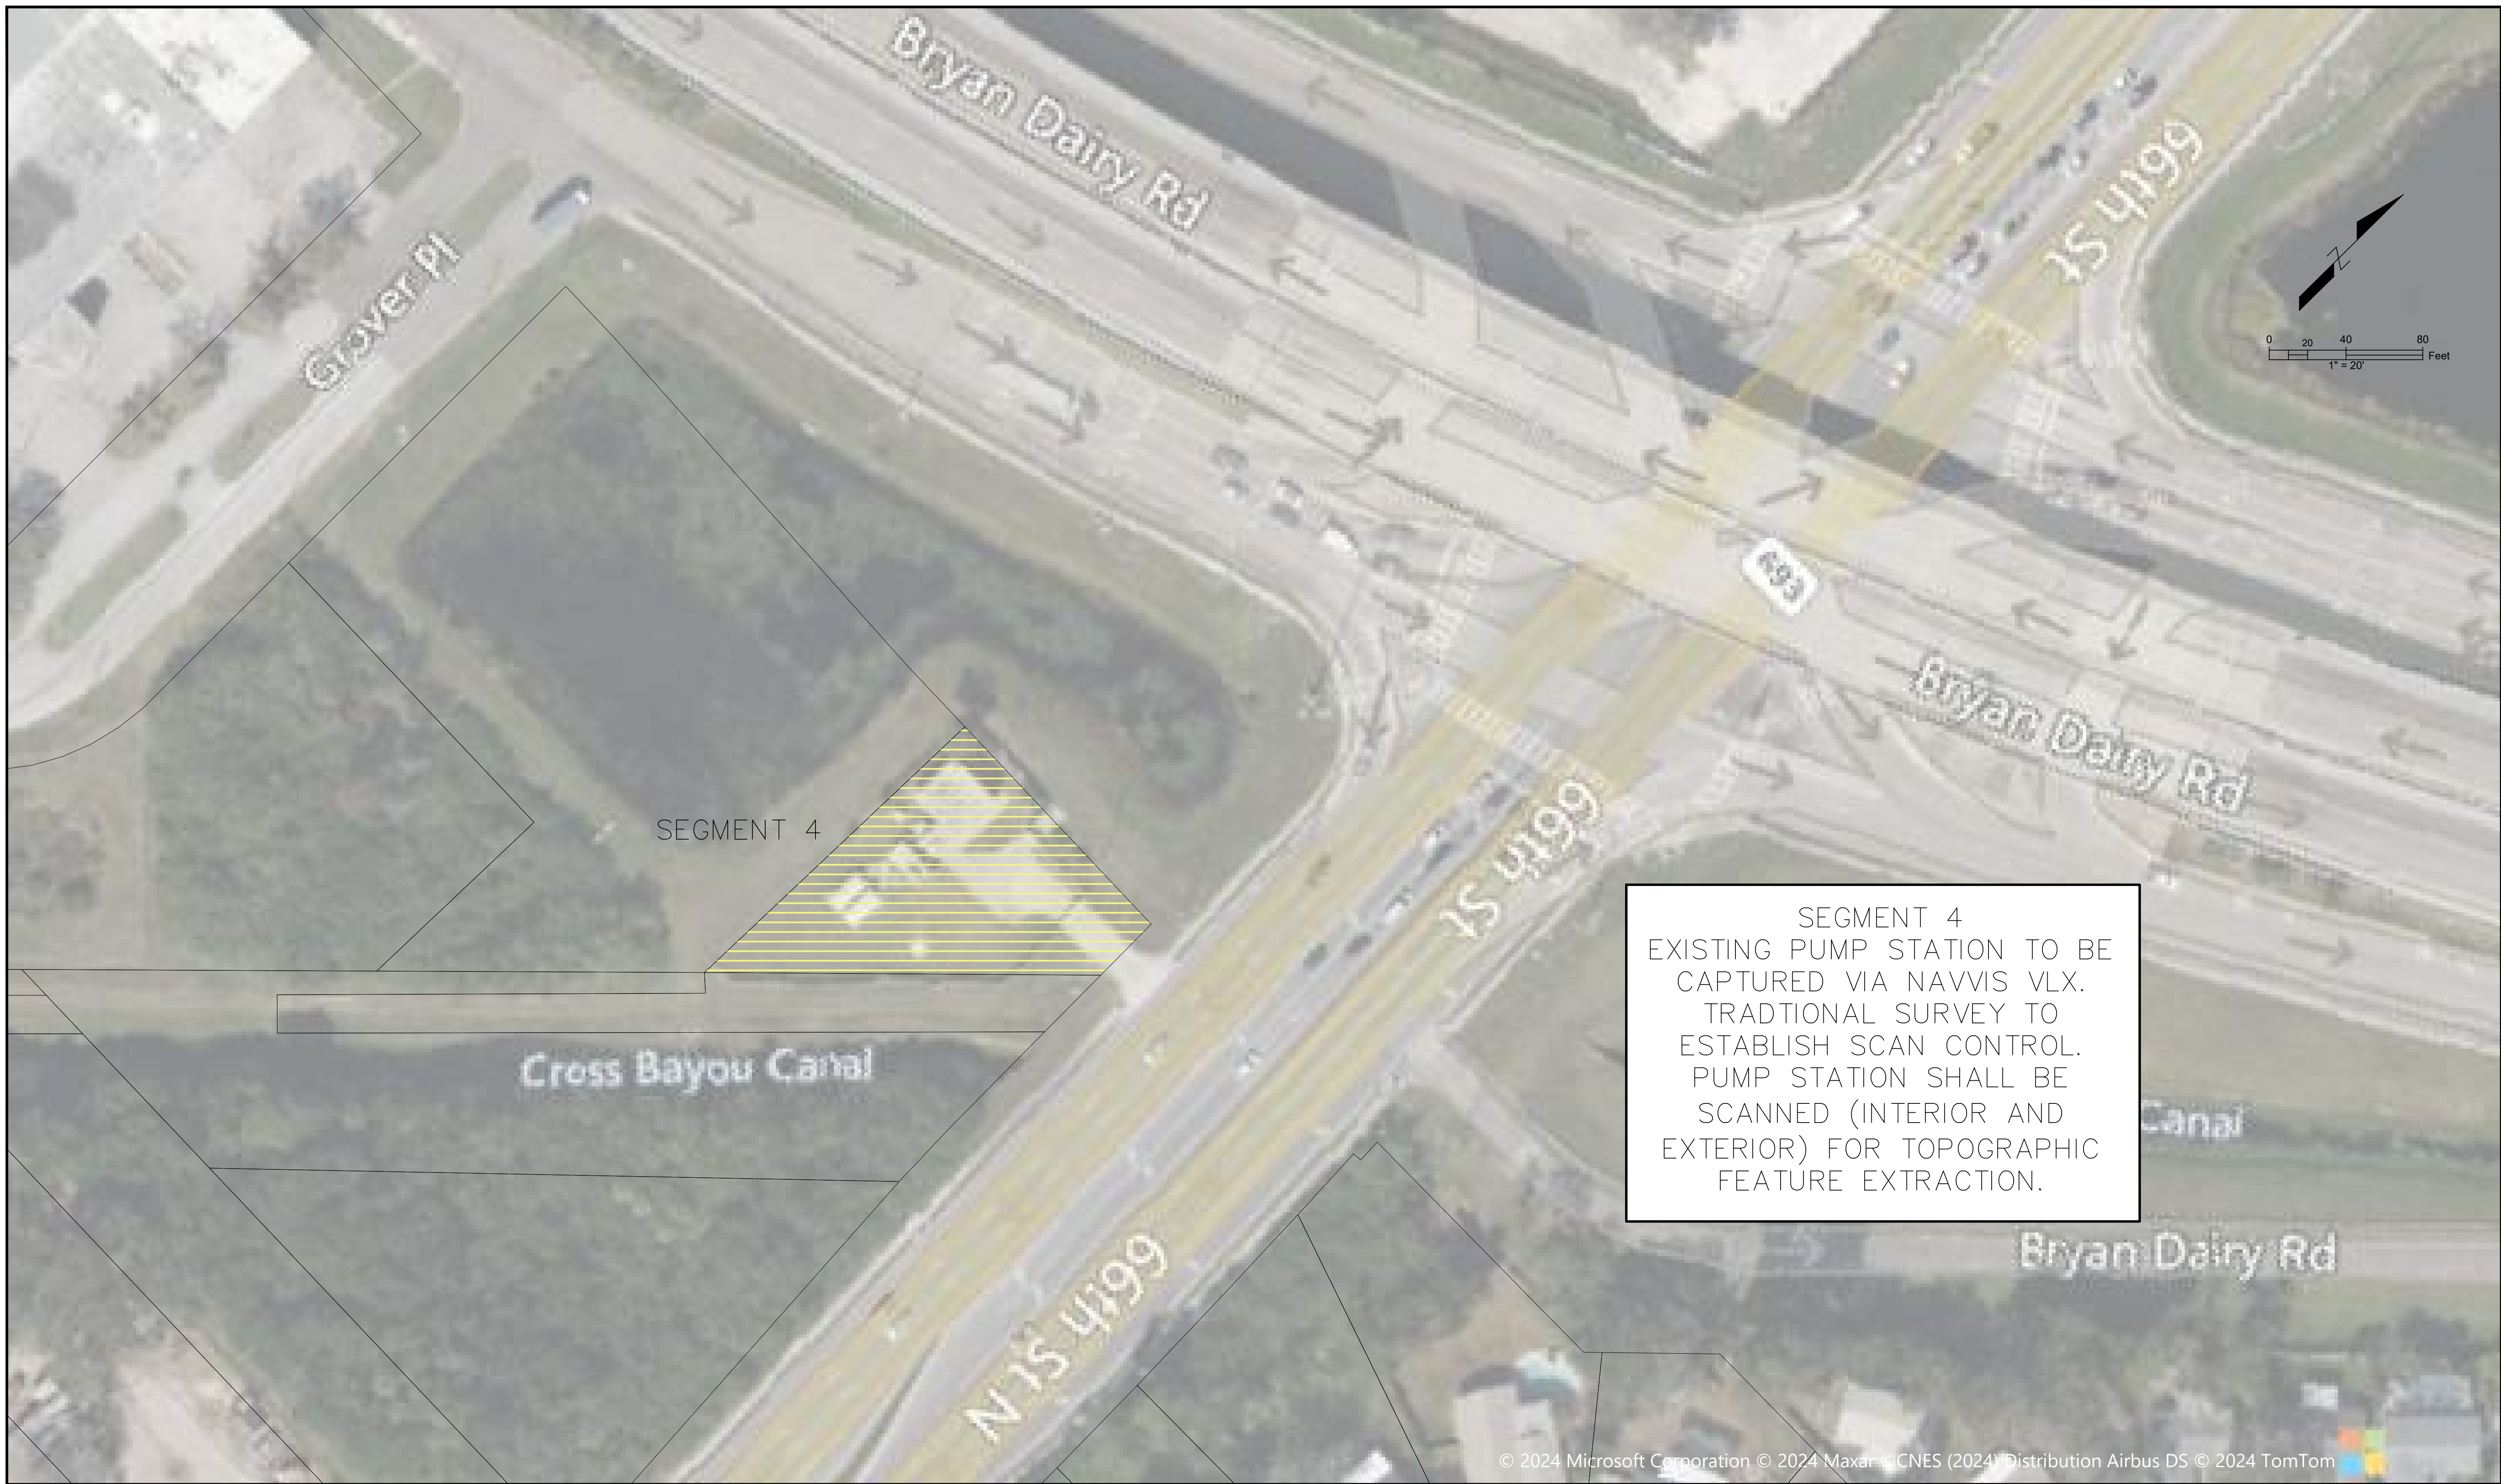 Bryan Dairy Rd
66th St
Grover Pl
0 20 40 80
Feet
1" = 20'
693
Bryan Dairy Rd
66th St
SEGMENT 4
SEGMENT 4
EXISTING PUMP STATION TO BE
CAPTURED VIA NAVVIS VLX.
TRADTIONAL SURVEY TO
ESTABLISH SCAN CONTROL.
PUMP STATION SHALL BE
SCANNED (INTERIOR AND
EXTERIOR) FOR TOPOGRAPHIC
FEATURE EXTRACTION.
Cross Bayou Canal
Canal
Bryan Dairy Rd
66th St N
© 2024 Microsoft Corporation © 2024 Maxar ©CNES (2024) Distribution Airbus DS © 2024 TomTom